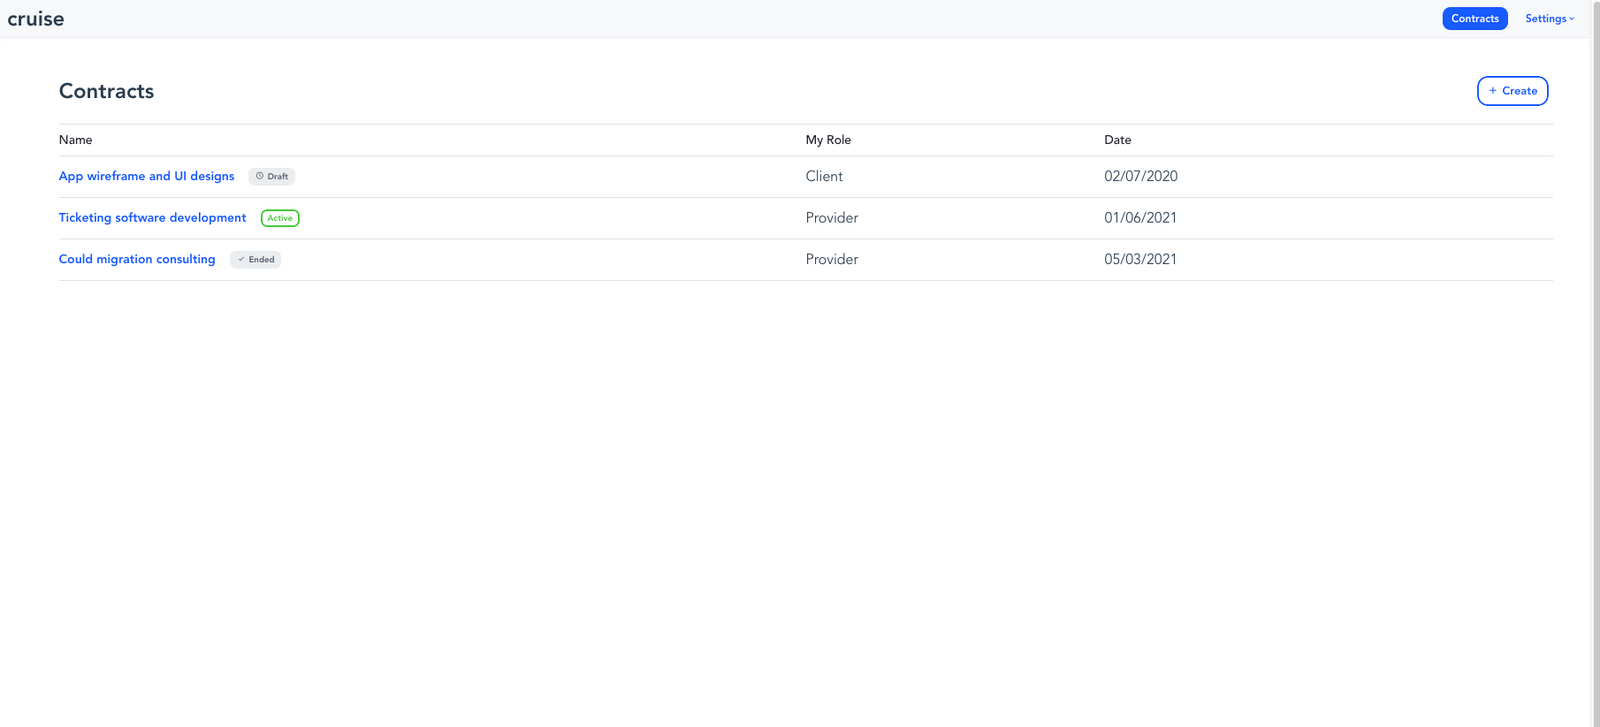 cruise
Contracts Settings
Contracts
+ Create
Name My Role Date
App wireframe and UI designs Draft Client 02/07/2020
Ticketing software development Active Provider 01/06/2021
Could migration consulting Ended Provider 05/03/2021